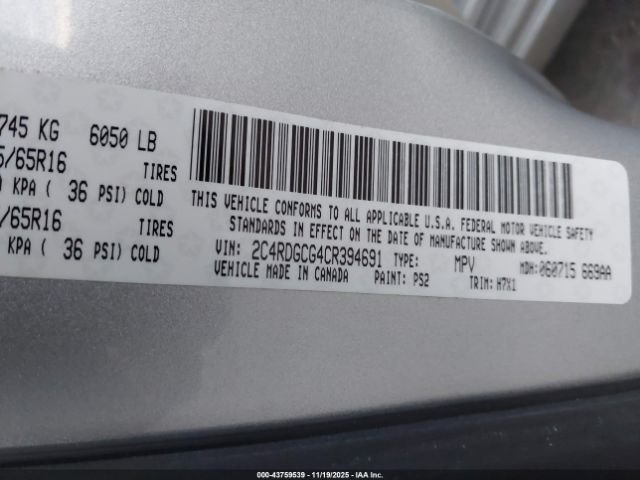 745 KG 6050 LB
5/65R16 TIRES
0 KPA ( 36 PSI) COLD
/65R16 TIRES
KPA ( 36 PSI) COLD
THIS VEHICLE CONFORMS TO ALL APPLICABLE U.S.A. FEDERAL MOTOR VEHICLE SAFETY
STANDARDS IN EFFECT ON THE DATE OF MANUFACTURE SHOWN ABOVE.
VIN: 2C4RDGCG4CR394691 TYPE: MPV MDH: 060715 669AA
VEHICLE MADE IN CANADA PAINT: PS2 TRIM: H7X1
000-43759539 - 11/19/2025 - IAAI Inc.